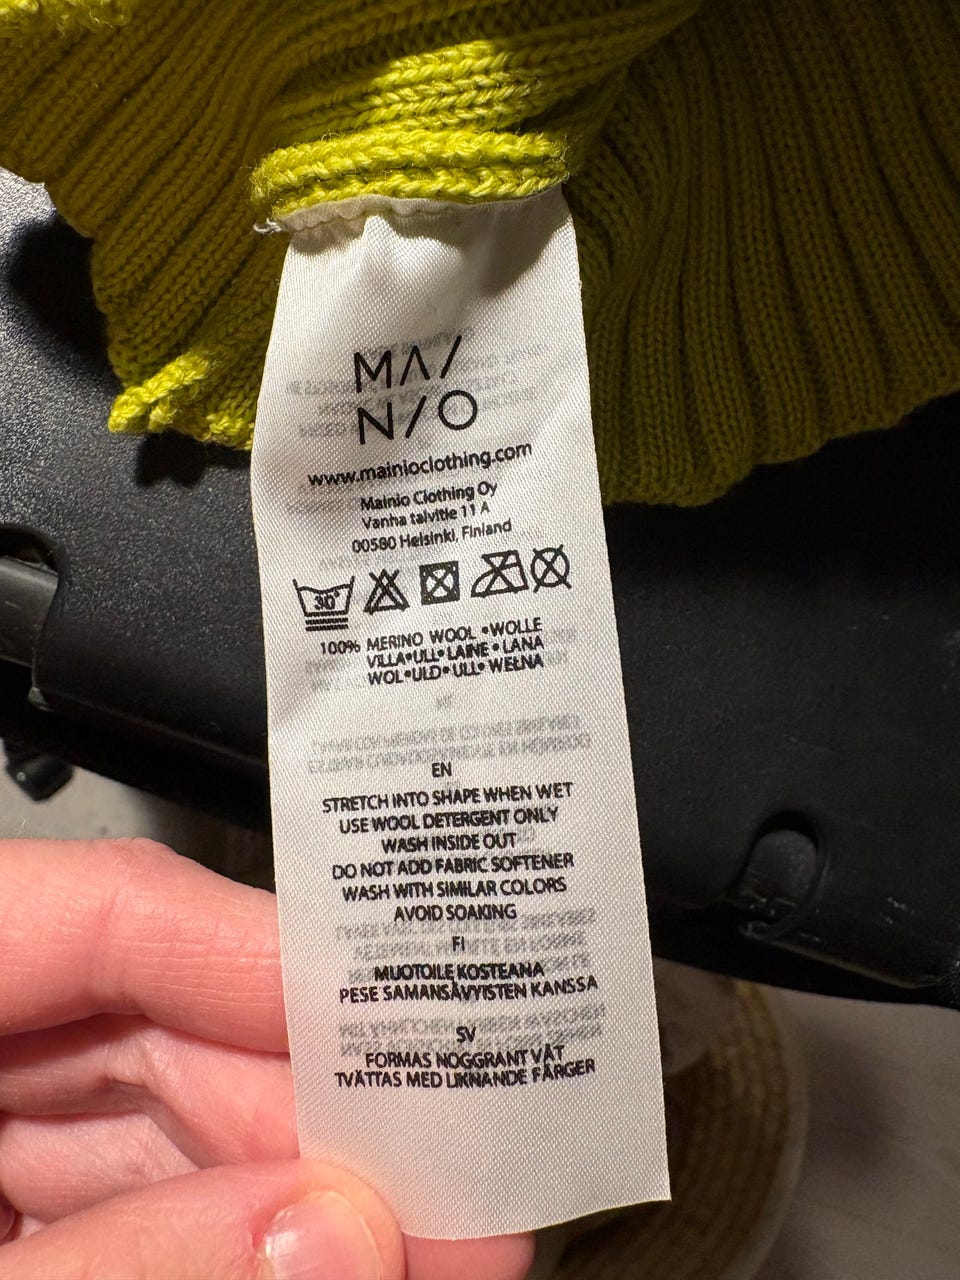 MAI
NIO
www.mainioclothing.com
Mainio Clothing Oy
Vanha talvitie 11 A
00580 Helsinki, Finland
30°
100% MERINO WOOL •WOLLE
VILLA•ULL• LAINE • LANA
WOL•ULD• ULL• WEŁNA
EN
STRETCH INTO SHAPE WHEN WET
USE WOOL DETERGENT ONLY
WASH INSIDE OUT
DO NOT ADD FABRIC SOFTENER
WASH WITH SIMILAR COLORS
AVOID SOAKING
FI
MUOTOILE KOSTEANA
PESE SAMANSÄVYISTEN KANSSA
SV
FORMAS NOGGRANT VÅT
TVÄTTAS MED LIKNANDE FÄRGER